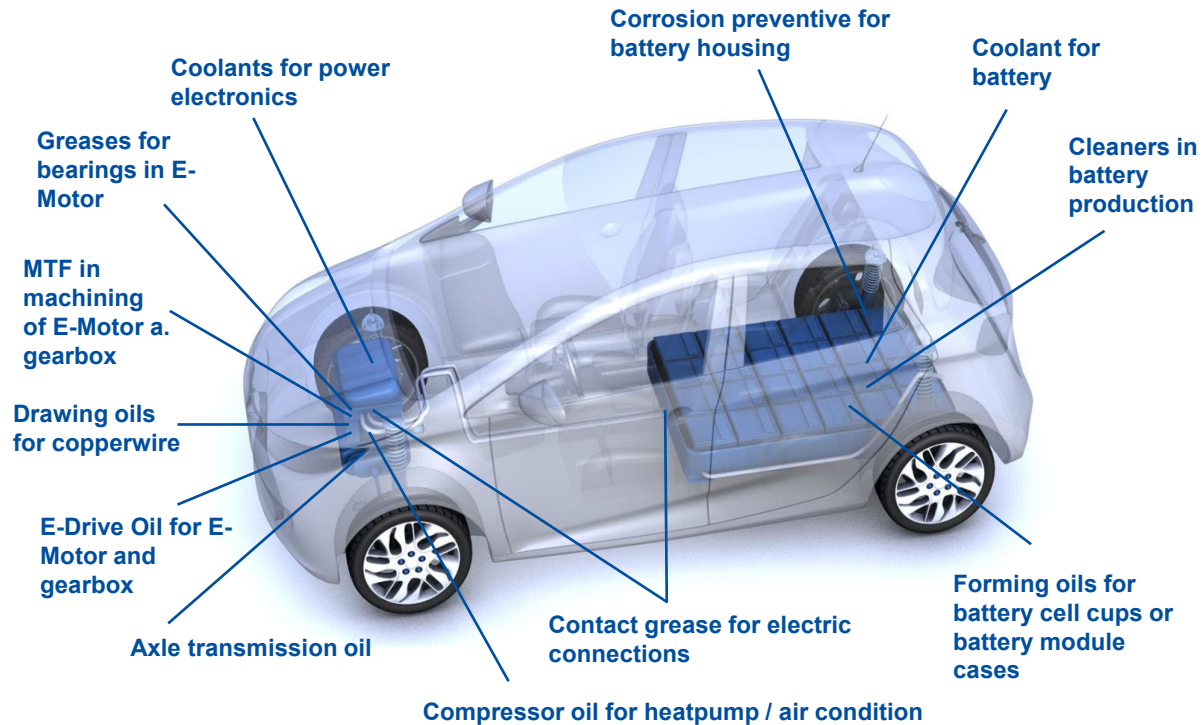 Corrosion preventive for
battery housing
Coolant for
battery
Coolants for power
electronics
Greases for
bearings in E-
Motor
Cleaners in
battery
production
MTF in
machining
of E-Motor a.
gearbox
Drawing oils
for copperwire
E-Drive Oil for E-
Motor and
gearbox
Axle transmission oil
Contact grease for electric
connections
Forming oils for
battery cell cups or
battery module
cases
Compressor oil for heatpump / air condition